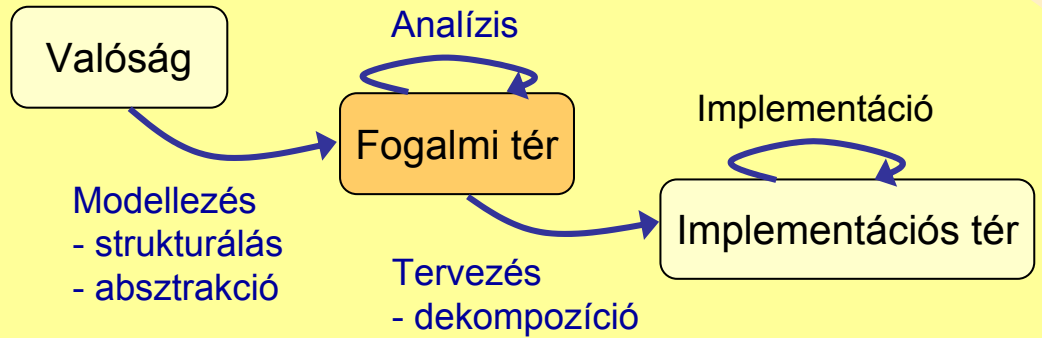 Valóság
Analízis
Fogalmi tér
Implementáció
Modellezés
- strukturálás
- absztrakció
Implementációs tér
Tervezés
- dekompozíció